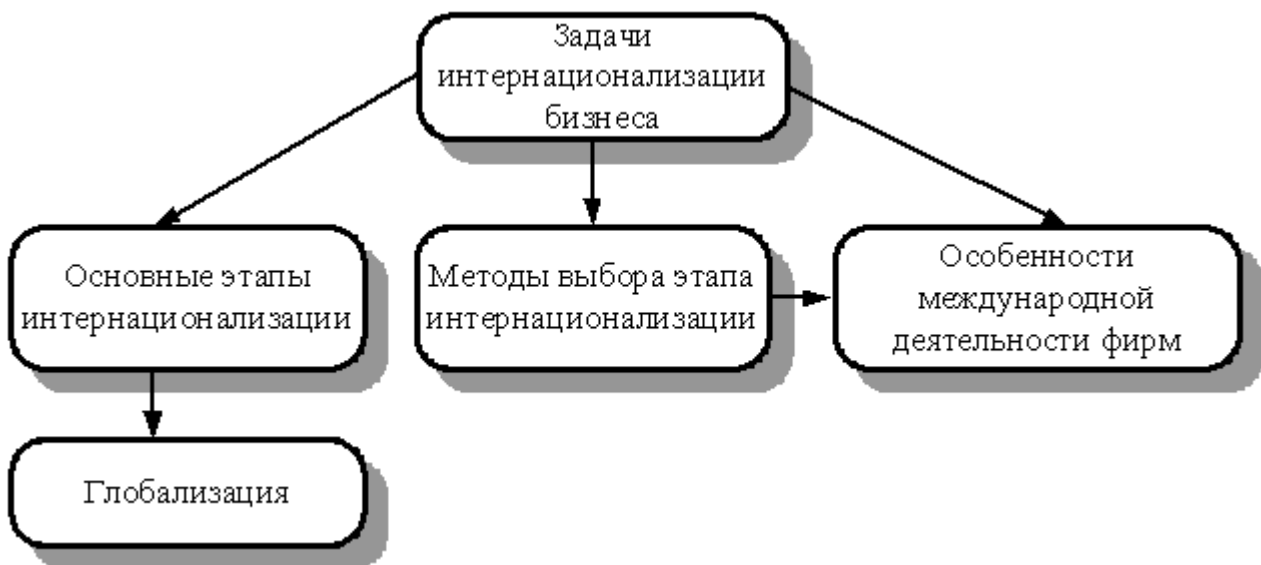 Задачи
интернационализации
бизнеса
Основные этапы
интернационализации
Методы выбора этапа
интернационализации
Особенности
международной
деятельности фирм
Глобализация